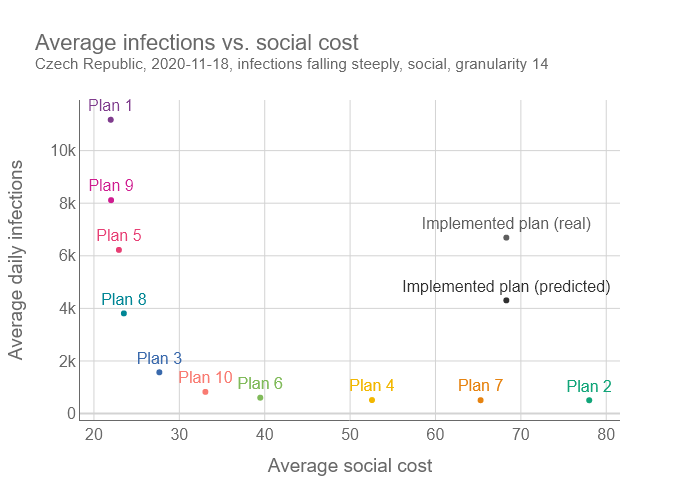 Average infections vs. social cost
Czech Republic, 2020-11-18, infections falling steeply, social, granularity 14
Plan 1
10k
Plan 9
8k
Implemented plan (real)
Plan 5
6k
Implemented plan (predicted)
Plan 8
4k
Plan 3
2k
Plan 10
Plan 6
Plan 4
Plan 7
Plan 2
0
20
30
40
50
60
70
80
Average daily infections
Average social cost